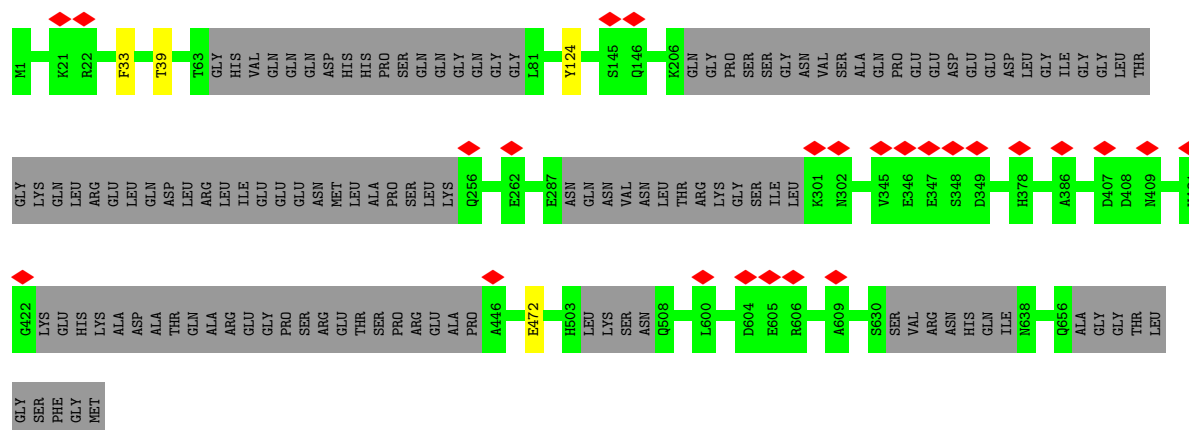 M1 K21 R22 F33 T39 T63 GLY HIS VAL GLN GLN GLN ASP HIS HIS PRO SER GLN GLN GLY GLN GLY GLY L81 Y124 S145 Q146 K206 GLN GLY PRO SER SER GLY ASN VAL SER ALA GLN PRO GLU GLU ASP GLU GLU ASP LEU GLY ILE GLY GLY LEU THR
GLY LYS GLN LEU ARG GLU LEU GLN ASP LEU ARG LEU ILE GLU GLU GLU ASN MET LEU ALA PRO SER LEU LYS Q256 E262 E287 ASN GLN ASN VAL ASN LEU THR ARG LYS GLY SER ILE LEU K301 N302 V345 E346 E347 S348 D349 H378 A386 D407 D408 N409
G422 LYS GLU HIS LYS ALA ASP ALA THR GLN ALA ARG GLU GLY PRO SER ARG GLU THR SER PRO ARG GLU ALA PRO A446 E472 H503 LEU LYS SER ASN Q508 L600 D604 E605 R606 A609 S630 SER VAL ARG ASN HIS GLN ILE N638 Q656 ALA GLY GLY THR LEU
GLY SER PHE GLY MET